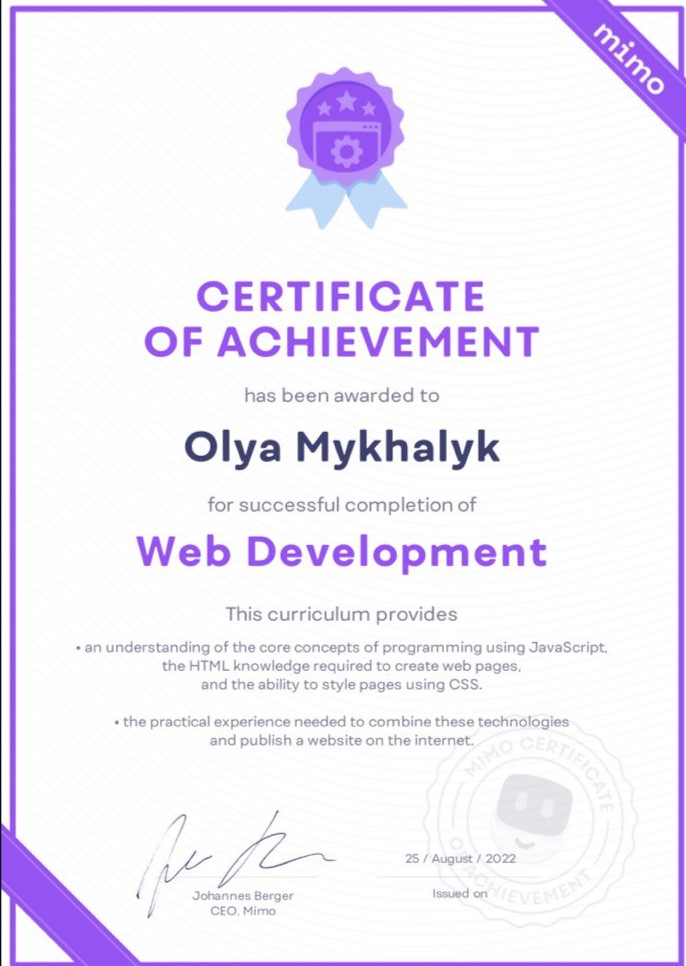 mimo
CERTIFICATE
OF ACHIEVEMENT
has been awarded to
Olya Mykhalyk
for successful completion of
Web Development
This curriculum provides
• an understanding of the core concepts of programming using JavaScript,
the HTML knowledge required to create web pages,
and the ability to style pages using CSS.
• the practical experience needed to combine these technologies
and publish a website on the internet.
MIMO CERTIFICATE
OF ACHIEVEMENT
25 / August / 2022
Johannes Berger
CEO, Mimo
Issued on